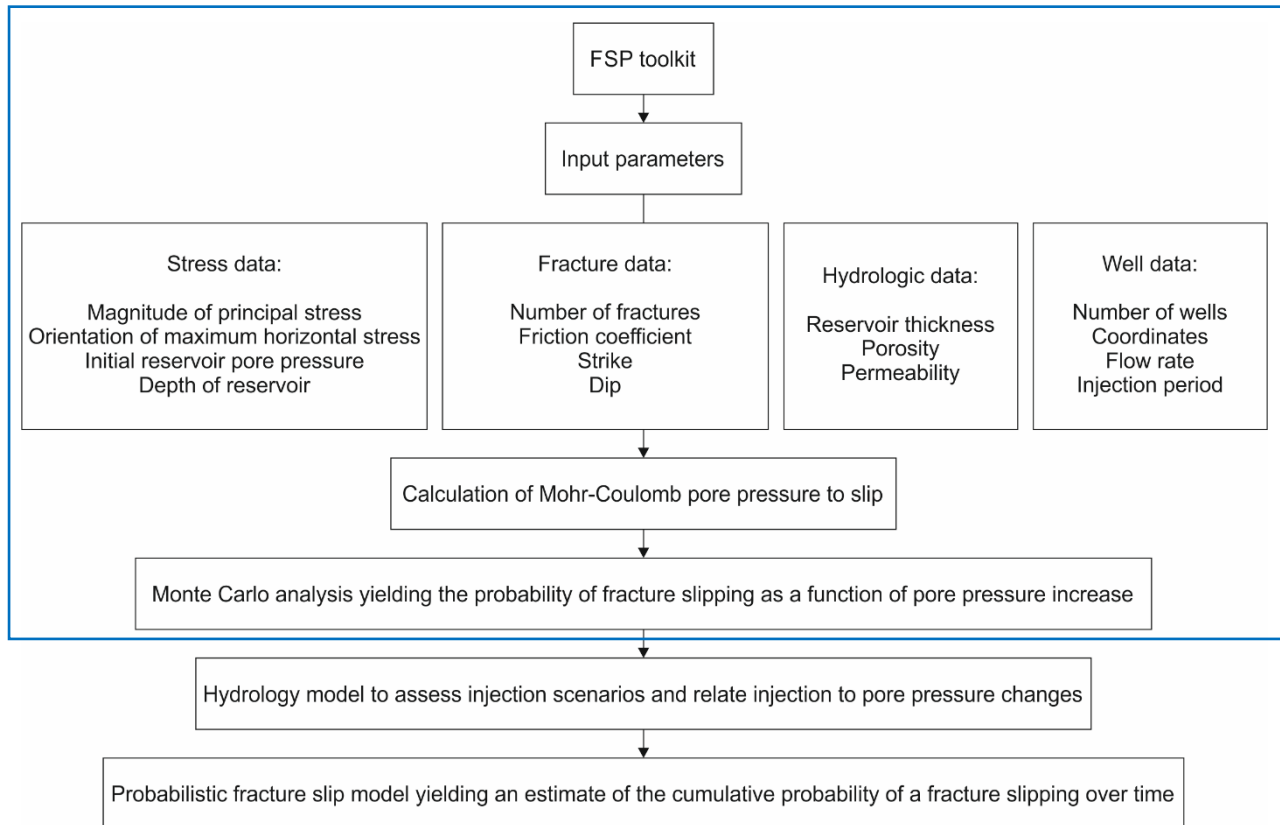 FSP toolkit
Input parameters
Stress data:
Magnitude of principal stress
Orientation of maximum horizontal stress
Initial reservoir pore pressure
Depth of reservoir
Fracture data:
Number of fractures
Friction coefficient
Strike
Dip
Hydrologic data:
Reservoir thickness
Porosity
Permeability
Well data:
Number of wells
Coordinates
Flow rate
Injection period
Calculation of Mohr-Coulomb pore pressure to slip
Monte Carlo analysis yielding the probability of fracture slipping as a function of pore pressure increase
Hydrology model to assess injection scenarios and relate injection to pore pressure changes
Probabilistic fracture slip model yielding an estimate of the cumulative probability of a fracture slipping over time